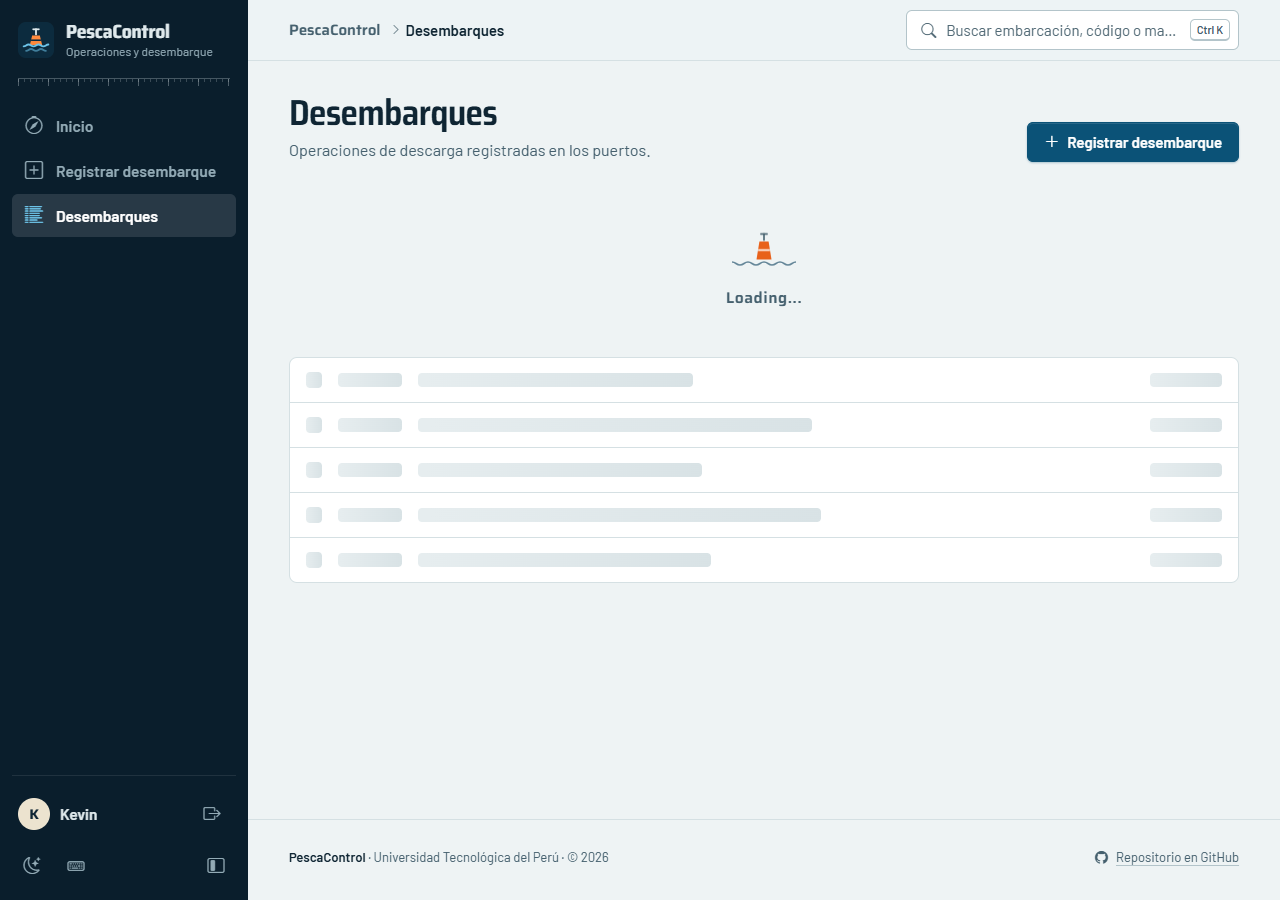 PescaControl
Operaciones y desembarque
Inicio
Registrar desembarque
Desembarques
Kevin
K
PescaControl
Desembarques
Buscar embarcación, código o ma...
Ctrl K
Desembarques
Operaciones de descarga registradas en los puertos.
Registrar desembarque
Loading...
PescaControl · Universidad Tecnológica del Perú · © 2026
Repositorio en GitHub